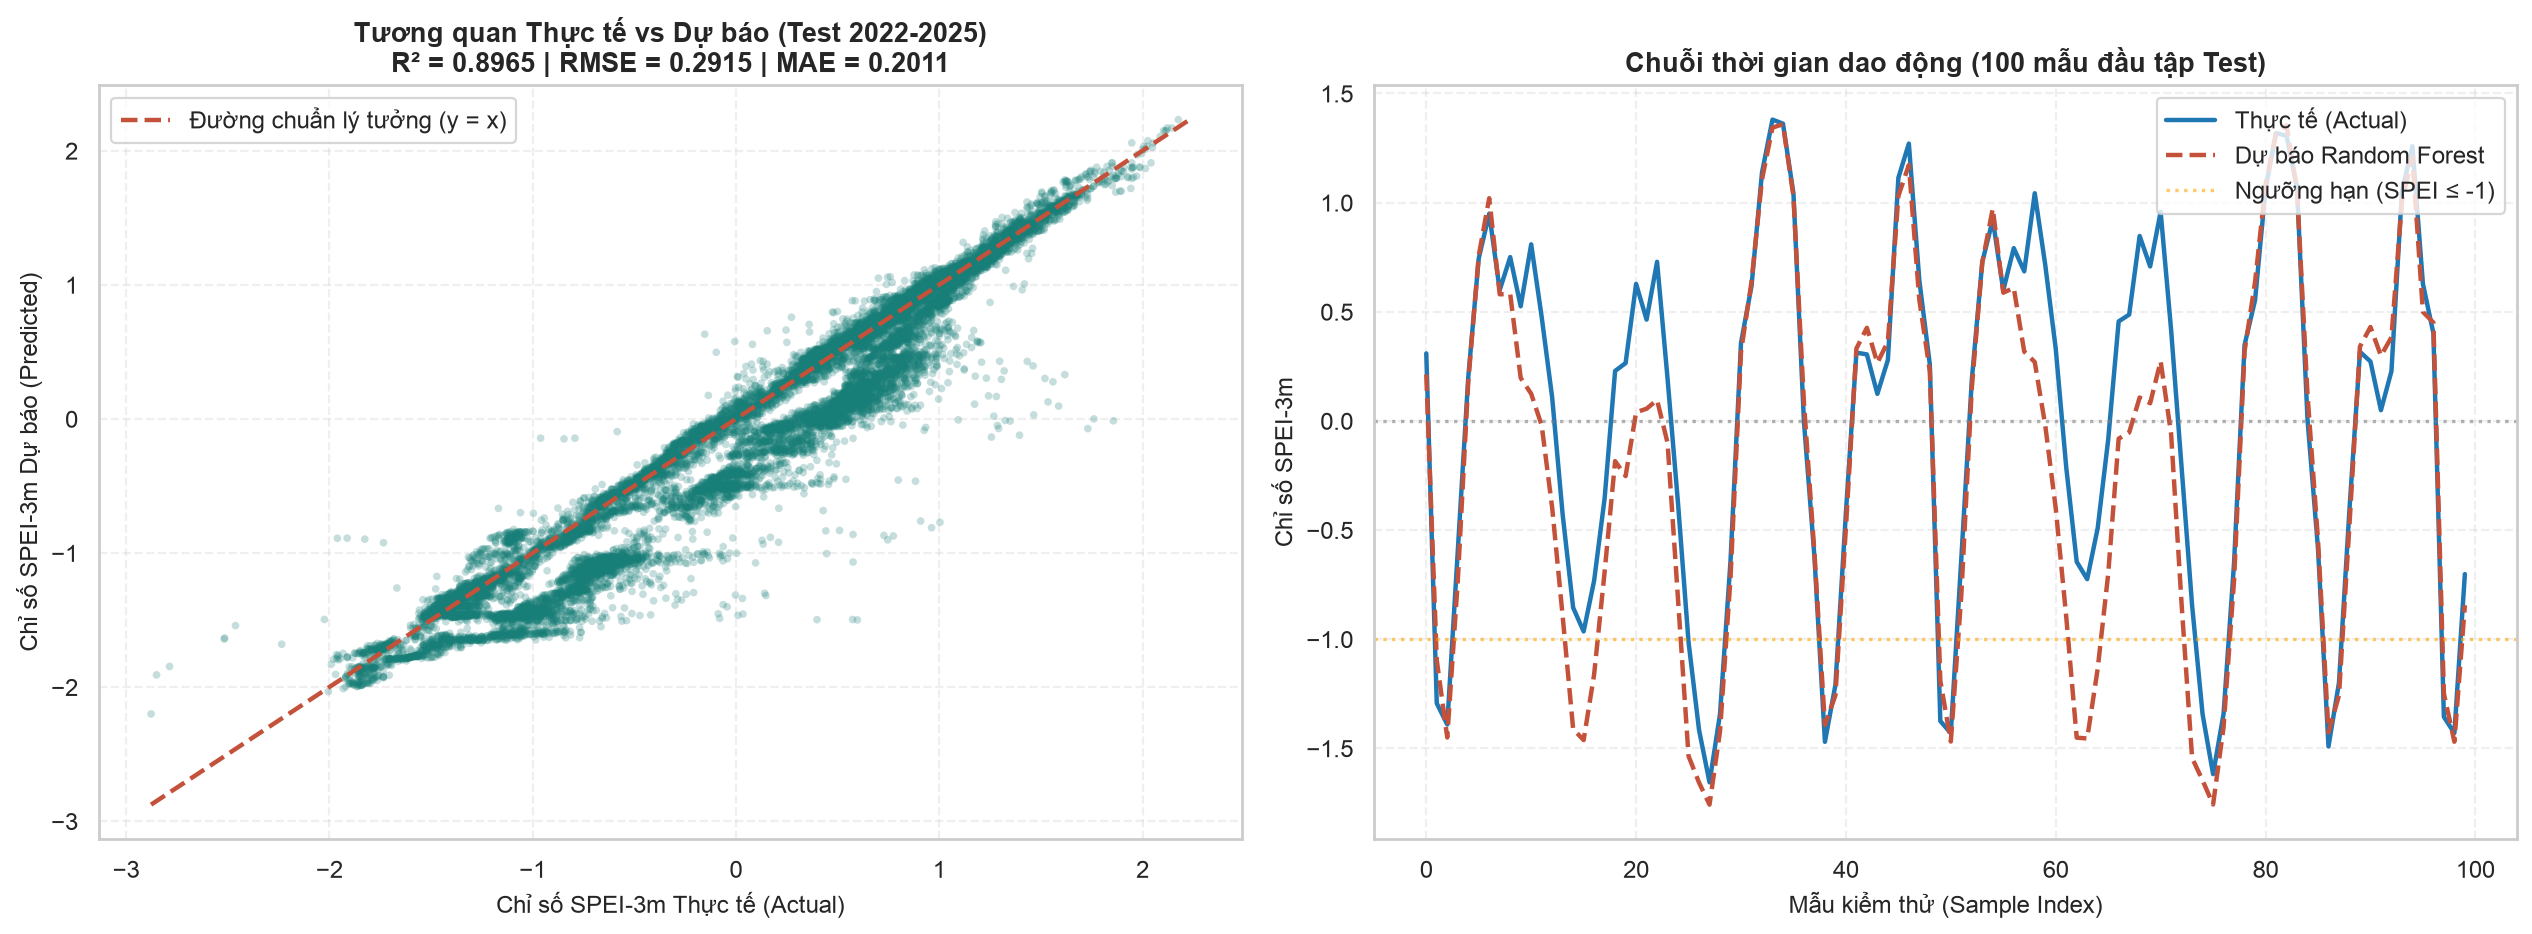 Tương quan Thực tế vs Dự báo (Test 2022-2025)
R² = 0.8965 | RMSE = 0.2915 | MAE = 0.2011
Đường chuẩn lý tưởng (y = x)
Chỉ số SPEI-3m Dự báo (Predicted)
2
1
0
−1
−2
−3
−3
−2
−1
0
1
2
Chỉ số SPEI-3m Thực tế (Actual)
Chuỗi thời gian dao động (100 mẫu đầu tập Test)
Thực tế (Actual)
Dự báo Random Forest
Ngưỡng hạn (SPEI ≤ -1)
Chỉ số SPEI-3m
1.5
1.0
0.5
0.0
−0.5
−1.0
−1.5
0
20
40
60
80
100
Mẫu kiểm thử (Sample Index)